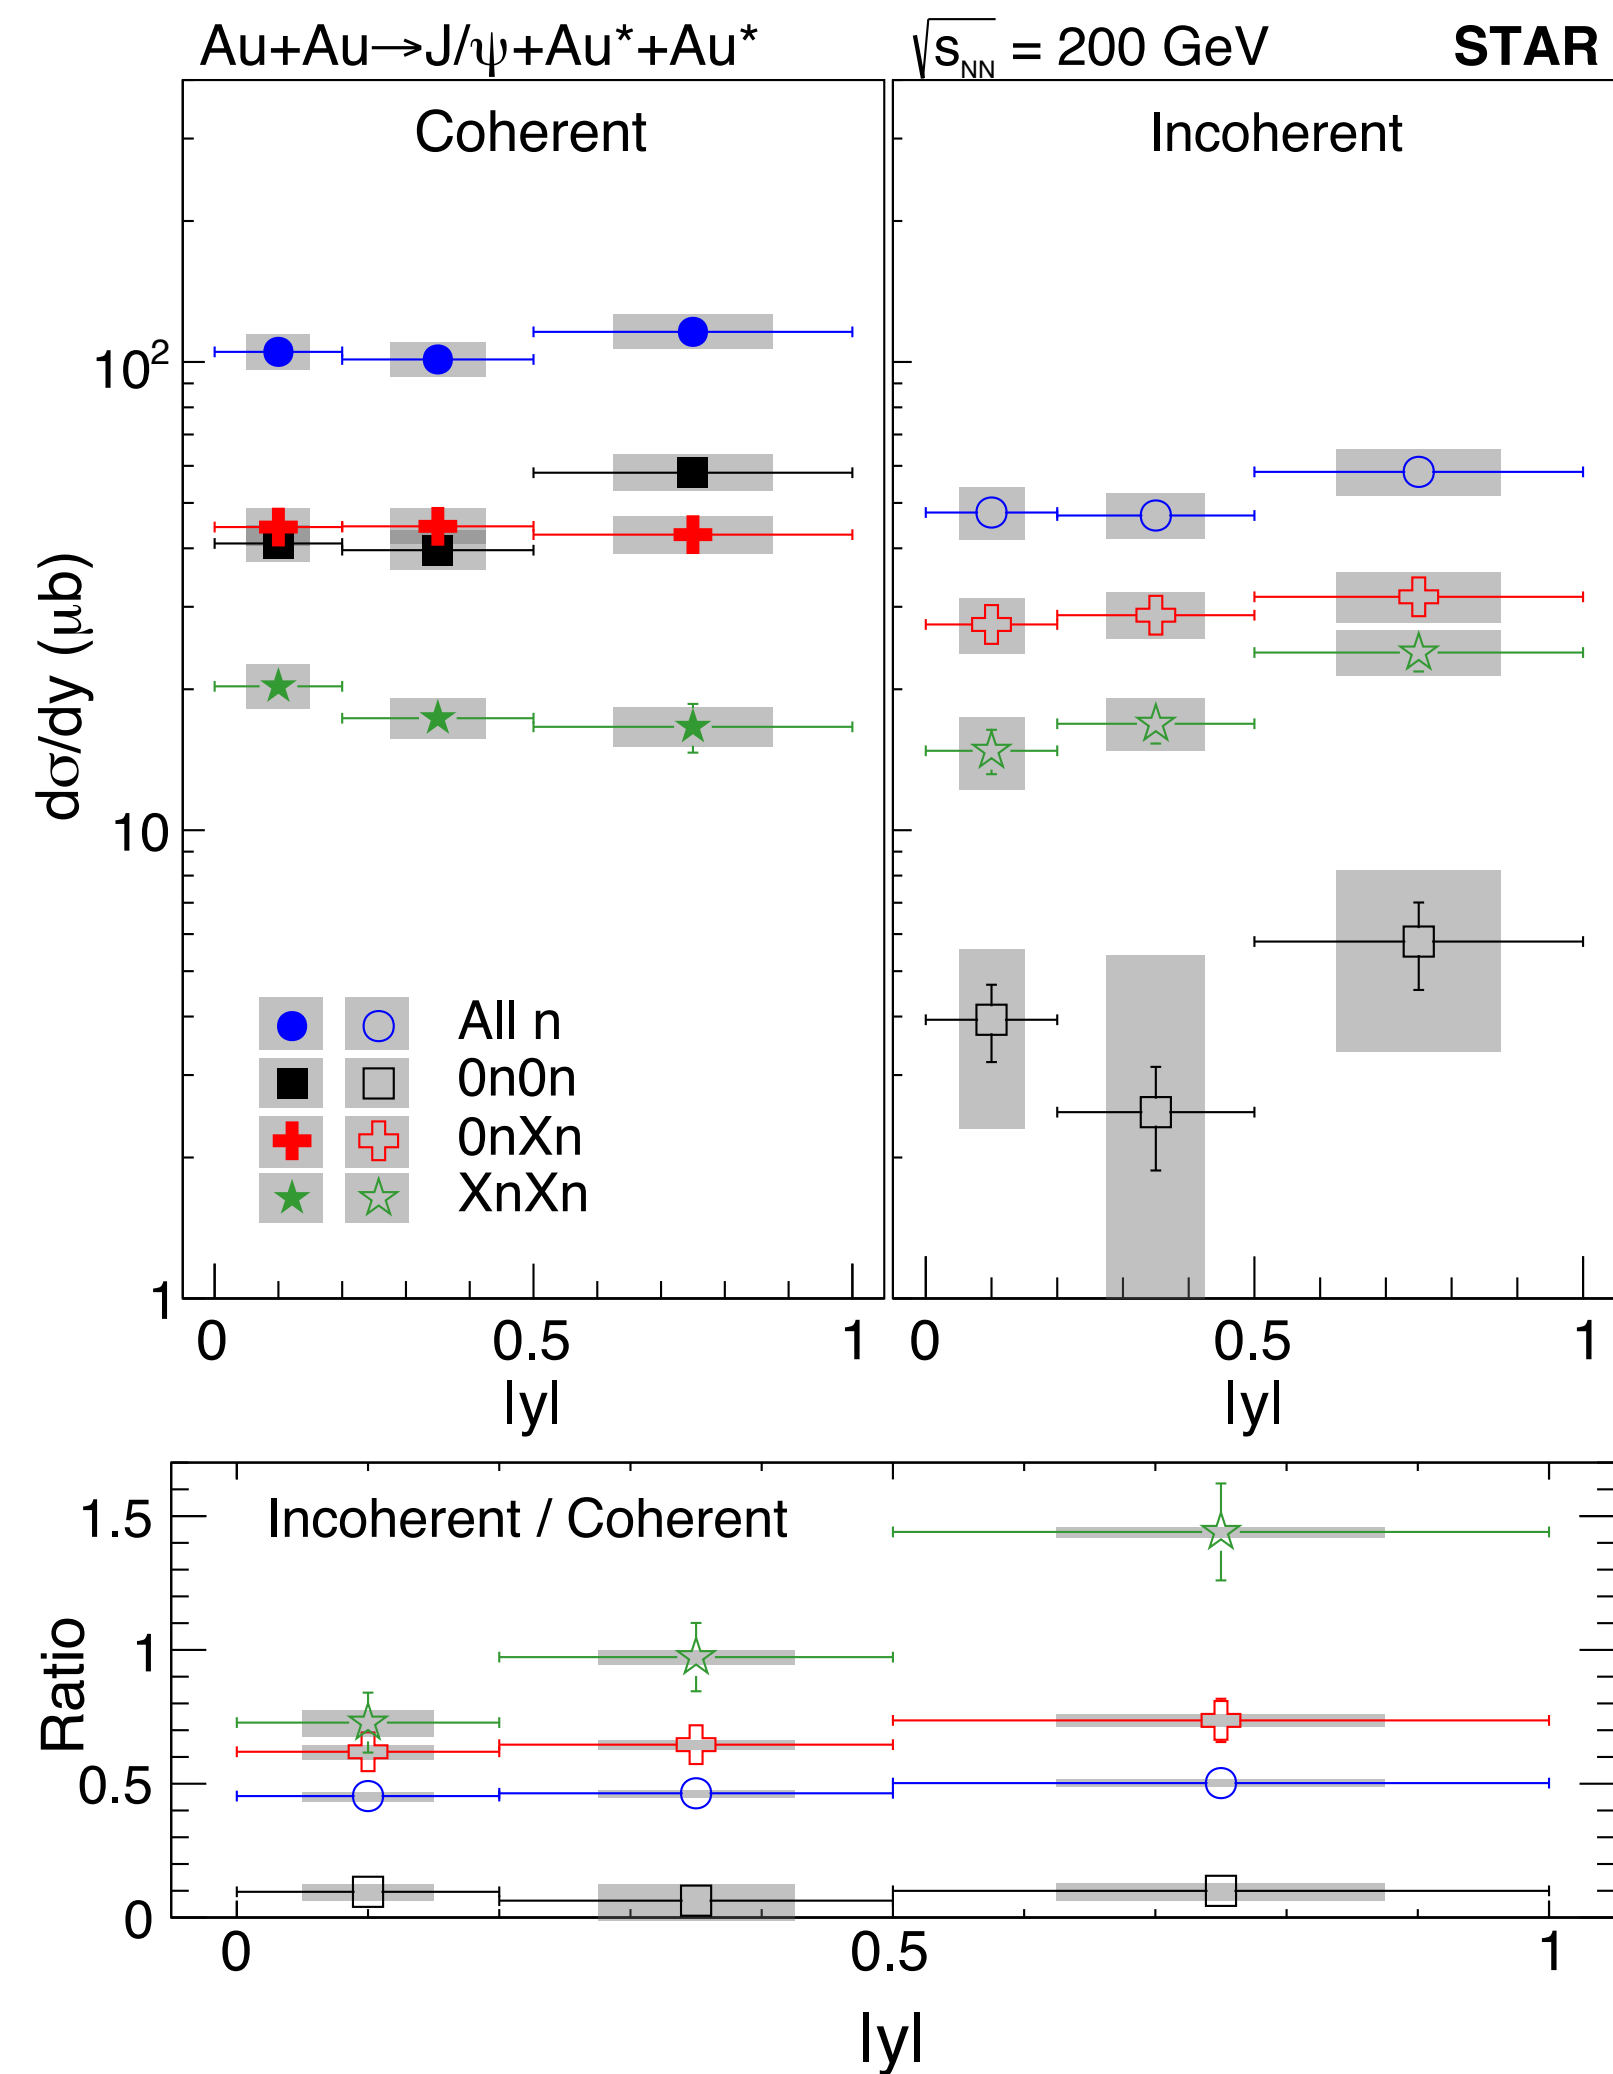 Au+Au→J/ψ+Au*+Au*
√s_NN = 200 GeV
STAR
Coherent
Incoherent
dσ/dy (μb)
10²
10
1
All n
0n0n
0nXn
XnXn
0 0.5 1
|y|
0 0.5 1
|y|
Incoherent / Coherent
Ratio
1.5
1
0.5
0
0 0.5 1
|y|